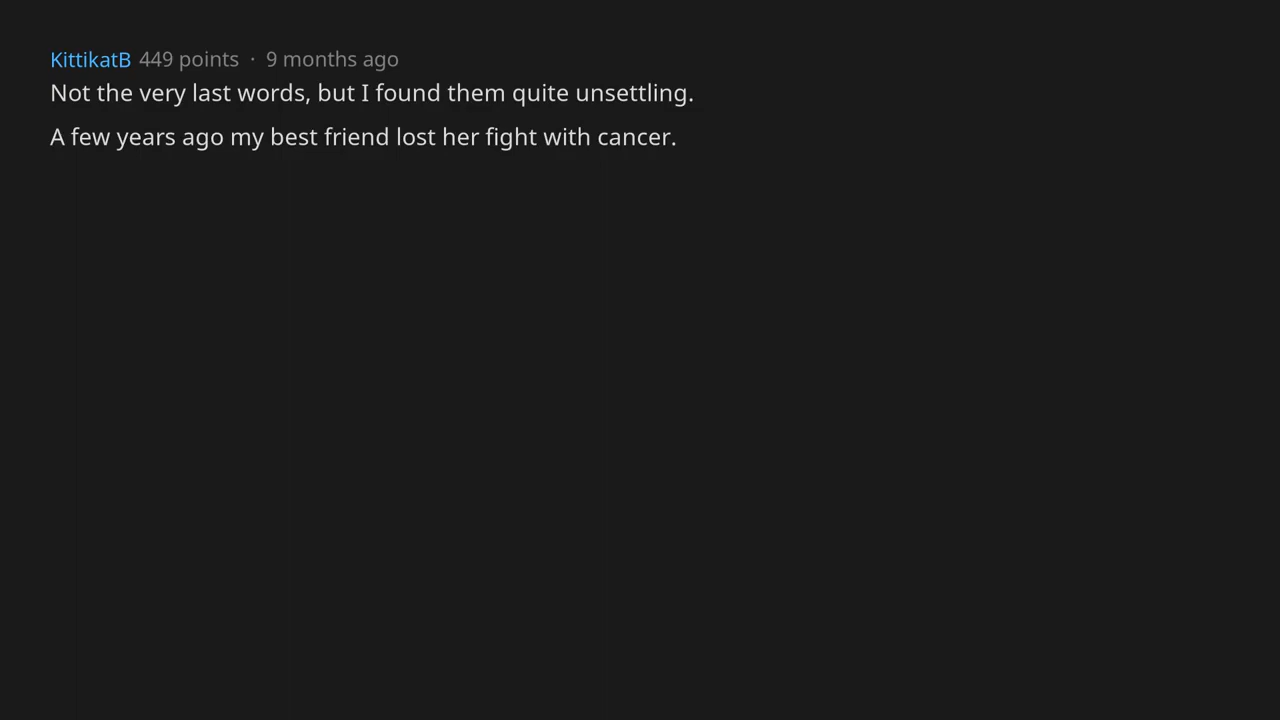 KittikatB 449 points · 9 months ago
Not the very last words, but I found them quite unsettling.
A few years ago my best friend lost her fight with cancer.